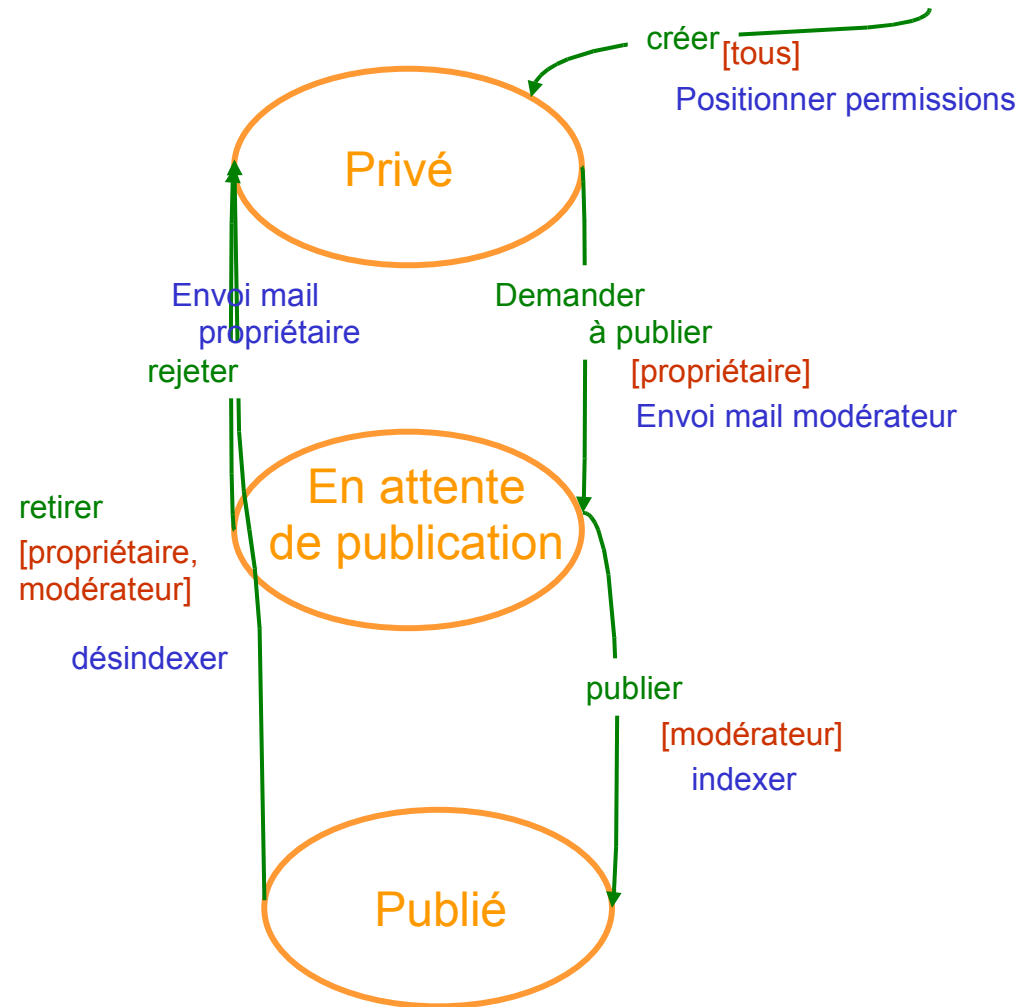 créer
[tous]
Positionner permissions
Privé
Envoi mail
propriétaire
rejeter
Demander
à publier
[propriétaire]
Envoi mail modérateur
En attente
de publication
retirer
[propriétaire,
modérateur]
désindexer
publier
[modérateur]
indexer
Publié